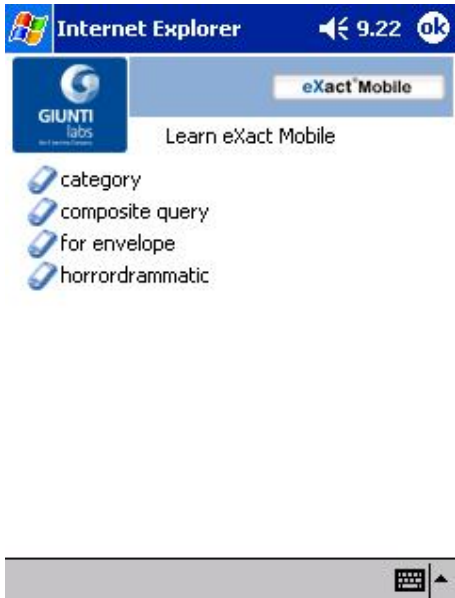 Internet Explorer 9.22 ok
eXact Mobile
GIUNTI
labs
Learn eXact Mobile
category
composite query
for envelope
horrordrammatic